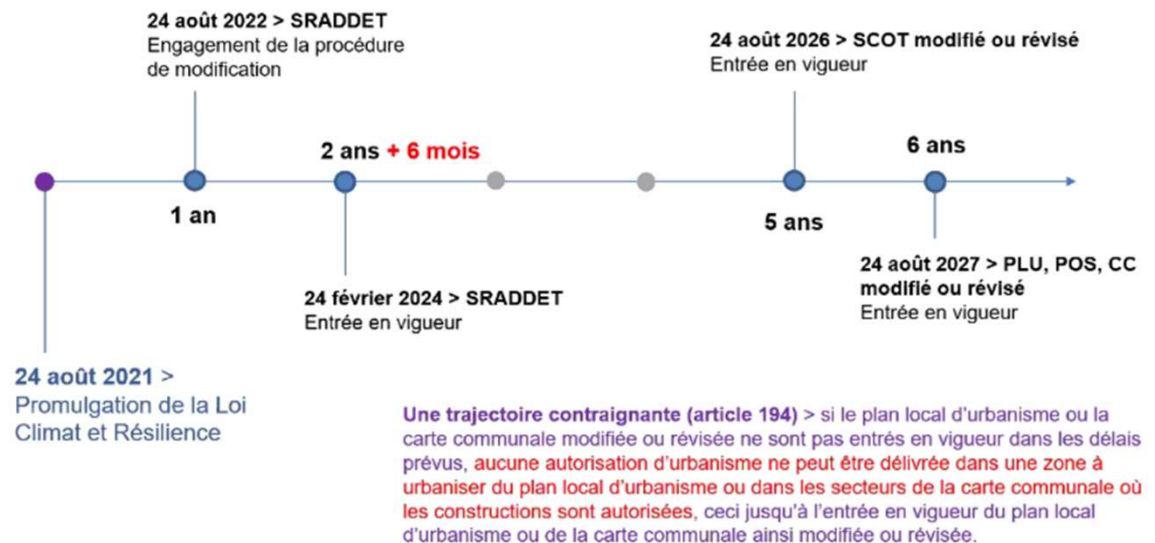 24 août 2022 > SRADDET
Engagement de la procédure
de modification
24 août 2026 > SCOT modifié ou révisé
Entrée en vigueur
2 ans + 6 mois
6 ans
1 an
5 ans
24 février 2024 > SRADDET
Entrée en vigueur
24 août 2027 > PLU, POS, CC
modifié ou révisé
Entrée en vigueur
24 août 2021 >
Promulgation de la Loi
Climat et Résilience
Une trajectoire contraignante (article 194) > si le plan local d'urbanisme ou la
carte communale modifiée ou révisée ne sont pas entrés en vigueur dans les délais
prévus, aucune autorisation d'urbanisme ne peut être délivrée dans une zone à
urbaniser du plan local d'urbanisme ou dans les secteurs de la carte communale où
les constructions sont autorisées, ceci jusqu'à l'entrée en vigueur du plan local
d'urbanisme ou de la carte communale ainsi modifiée ou révisée.